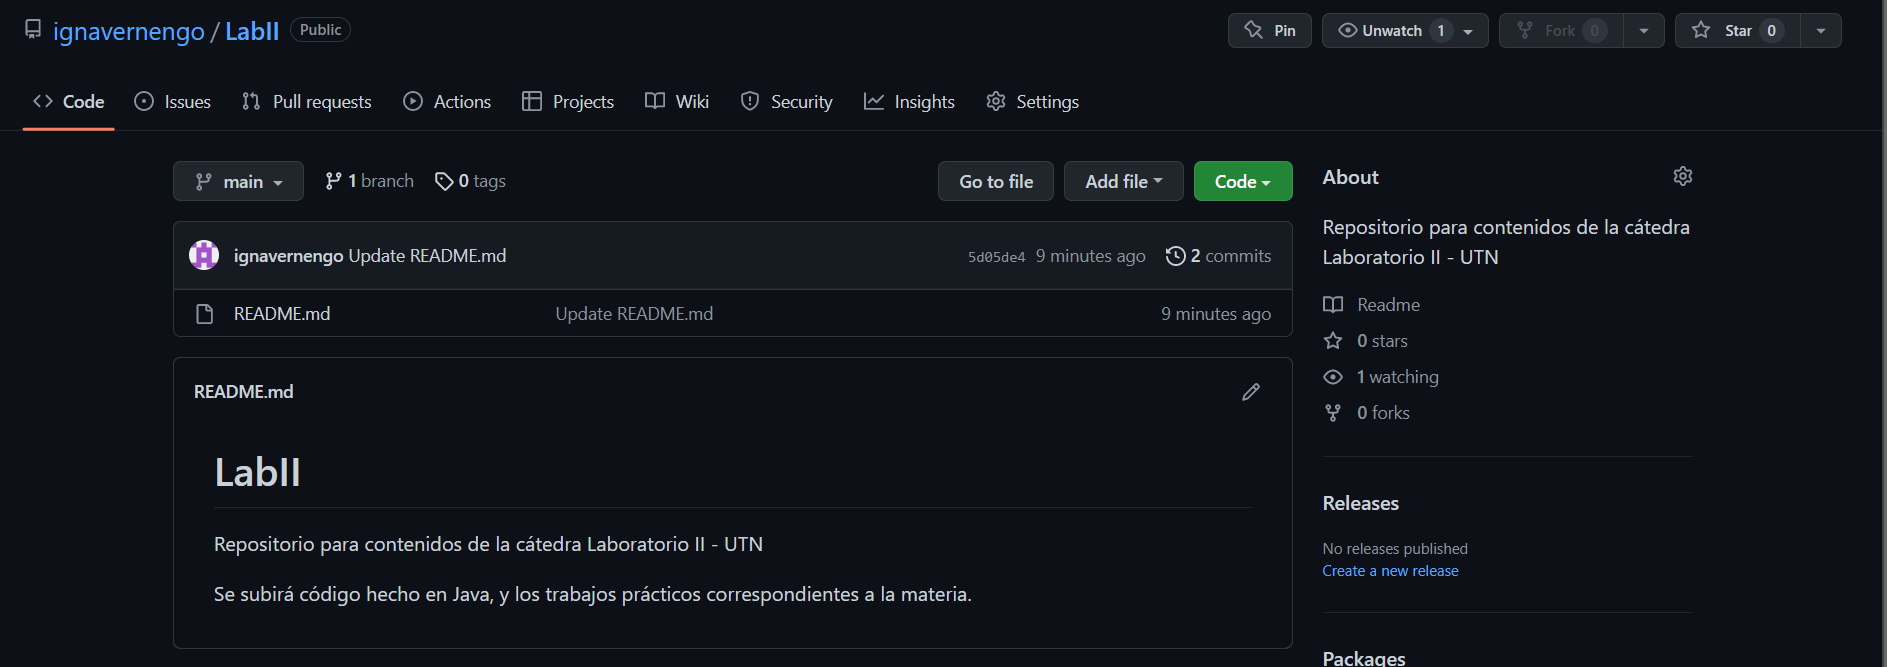 ignavernengo / LabII Public
Pin Unwatch 1 Fork 0 Star 0
Code Issues Pull requests Actions Projects Wiki Security Insights Settings
main 1 branch 0 tags Go to file Add file Code
ignavernengo Update README.md 5d05de4 9 minutes ago 2 commits
README.md Update README.md 9 minutes ago
README.md
LabII
Repositorio para contenidos de la cátedra Laboratorio II - UTN
Se subirá código hecho en Java, y los trabajos prácticos correspondientes a la materia.
About
Repositorio para contenidos de la cátedra
Laboratorio II - UTN
Readme
0 stars
1 watching
0 forks
Releases
No releases published
Create a new release
Packages